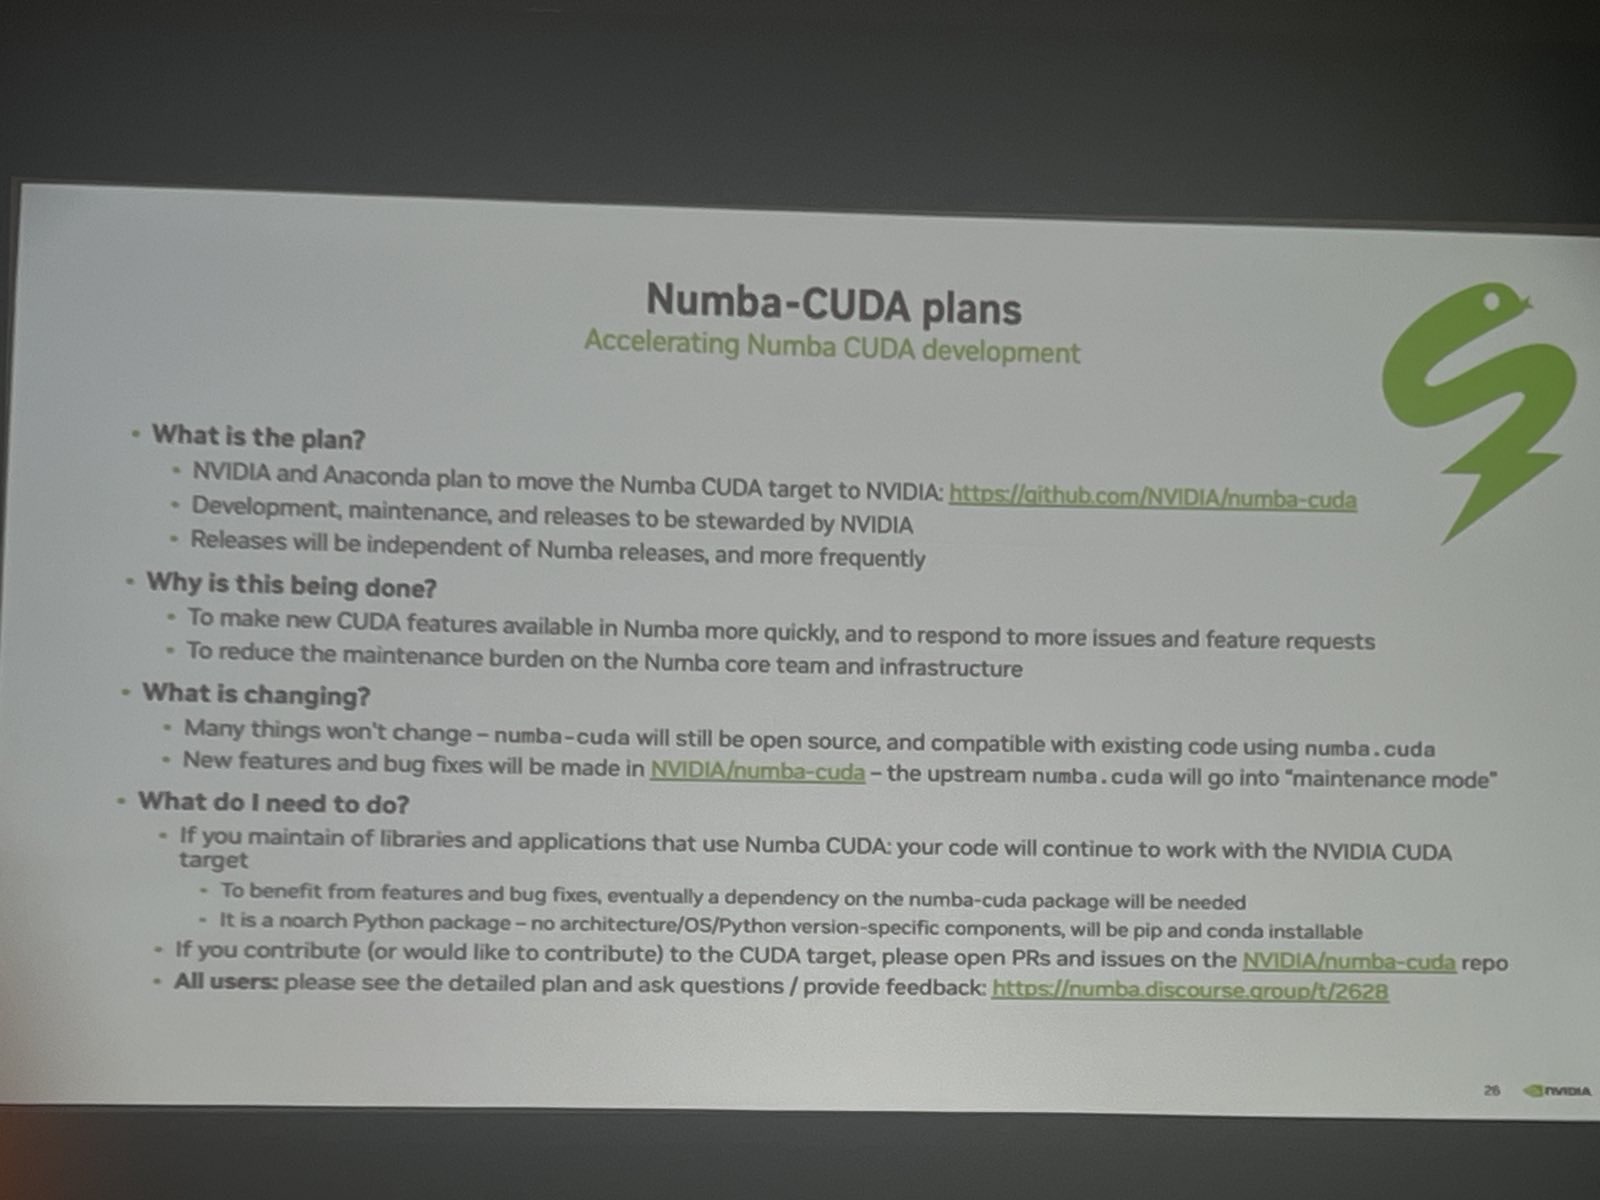 Numba-CUDA plans
Accelerating Numba CUDA development
• What is the plan?
• NVIDIA and Anaconda plan to move the Numba CUDA target to NVIDIA: https://github.com/NVIDIA/numba-cuda
• Development, maintenance, and releases to be stewarded by NVIDIA
• Releases will be independent of Numba releases, and more frequently
• Why is this being done?
• To make new CUDA features available in Numba more quickly, and to respond to more issues and feature requests
• To reduce the maintenance burden on the Numba core team and infrastructure
• What is changing?
• Many things won't change – numba-cuda will still be open source, and compatible with existing code using numba.cuda
• New features and bug fixes will be made in NVIDIA/numba-cuda – the upstream numba.cuda will go into "maintenance mode"
• What do I need to do?
• If you maintain of libraries and applications that use Numba CUDA: your code will continue to work with the NVIDIA CUDA
target
• To benefit from features and bug fixes, eventually a dependency on the numba-cuda package will be needed
• It is a noarch Python package – no architecture/OS/Python version-specific components, will be pip and conda installable
• If you contribute (or would like to contribute) to the CUDA target, please open PRs and issues on the NVIDIA/numba-cuda repo
• All users: please see the detailed plan and ask questions / provide feedback: https://numba.discourse.group/t/2628
26 NVIDIA